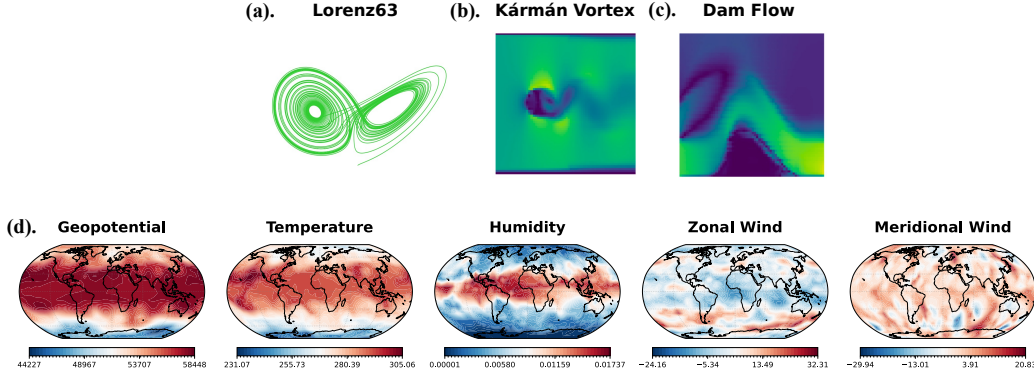 (a). Lorenz63
(b). Kármán Vortex
(c). Dam Flow
(d). Geopotential Temperature Humidity Zonal Wind Meridional Wind
44227 48967 53707 58448
231.07 255.73 280.39 305.06
0.00001 0.00580 0.01159 0.01737
−24.16 −5.34 13.49 32.31
−29.94 −13.01 3.91 20.83